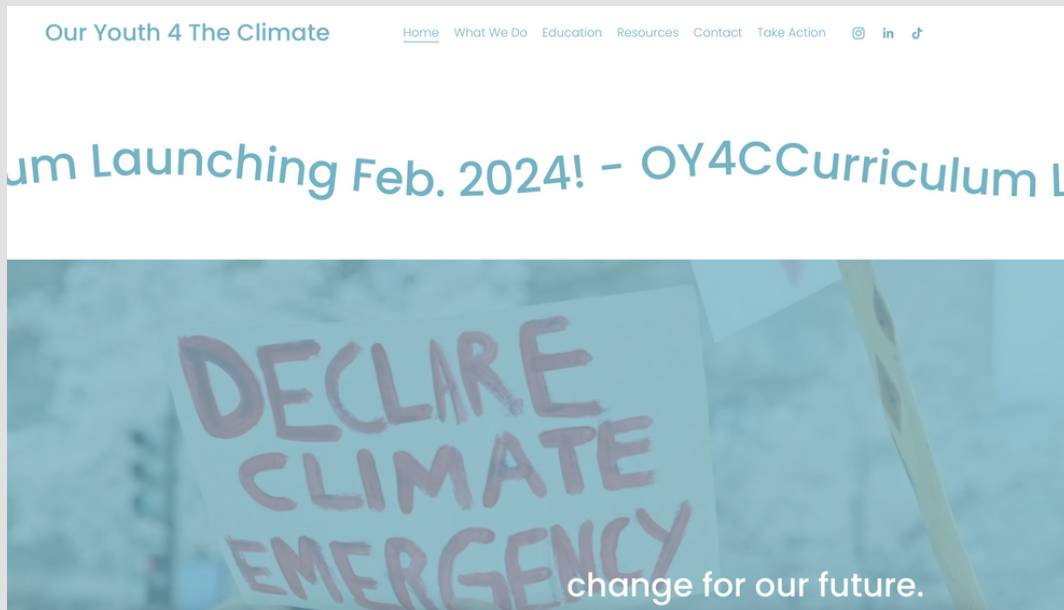 Our Youth 4 The Climate
Home What We Do Education Resources Contact Take Action
um Launching Feb. 2024! - OY4CCurriculum L
DECLARE
CLIMATE
EMERGENCY
change for our future.